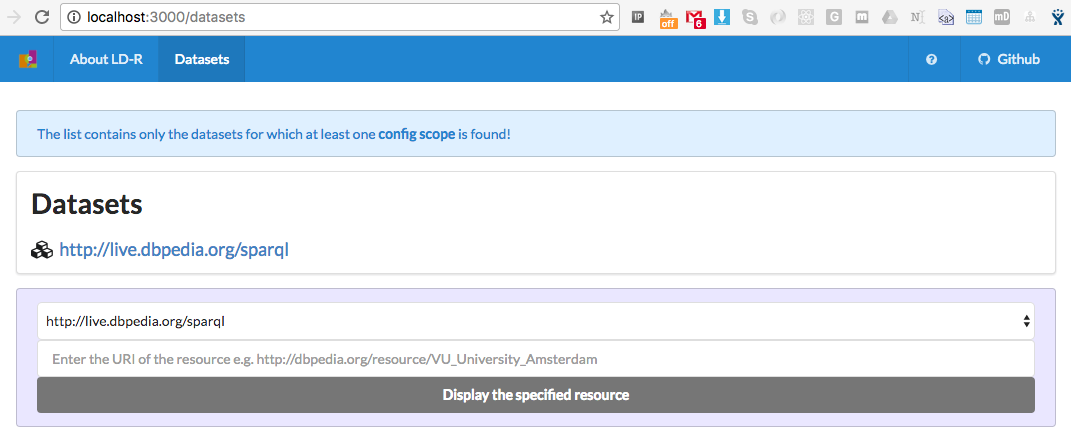 localhost:3000/datasets
IP
off
6
G
m
N
<a>
mD
About LD-R
Datasets
?
Github
The list contains only the datasets for which at least one config scope is found!
Datasets
http://live.dbpedia.org/sparql
http://live.dbpedia.org/sparql
Enter the URI of the resource e.g. http://dbpedia.org/resource/VU_University_Amsterdam
Display the specified resource